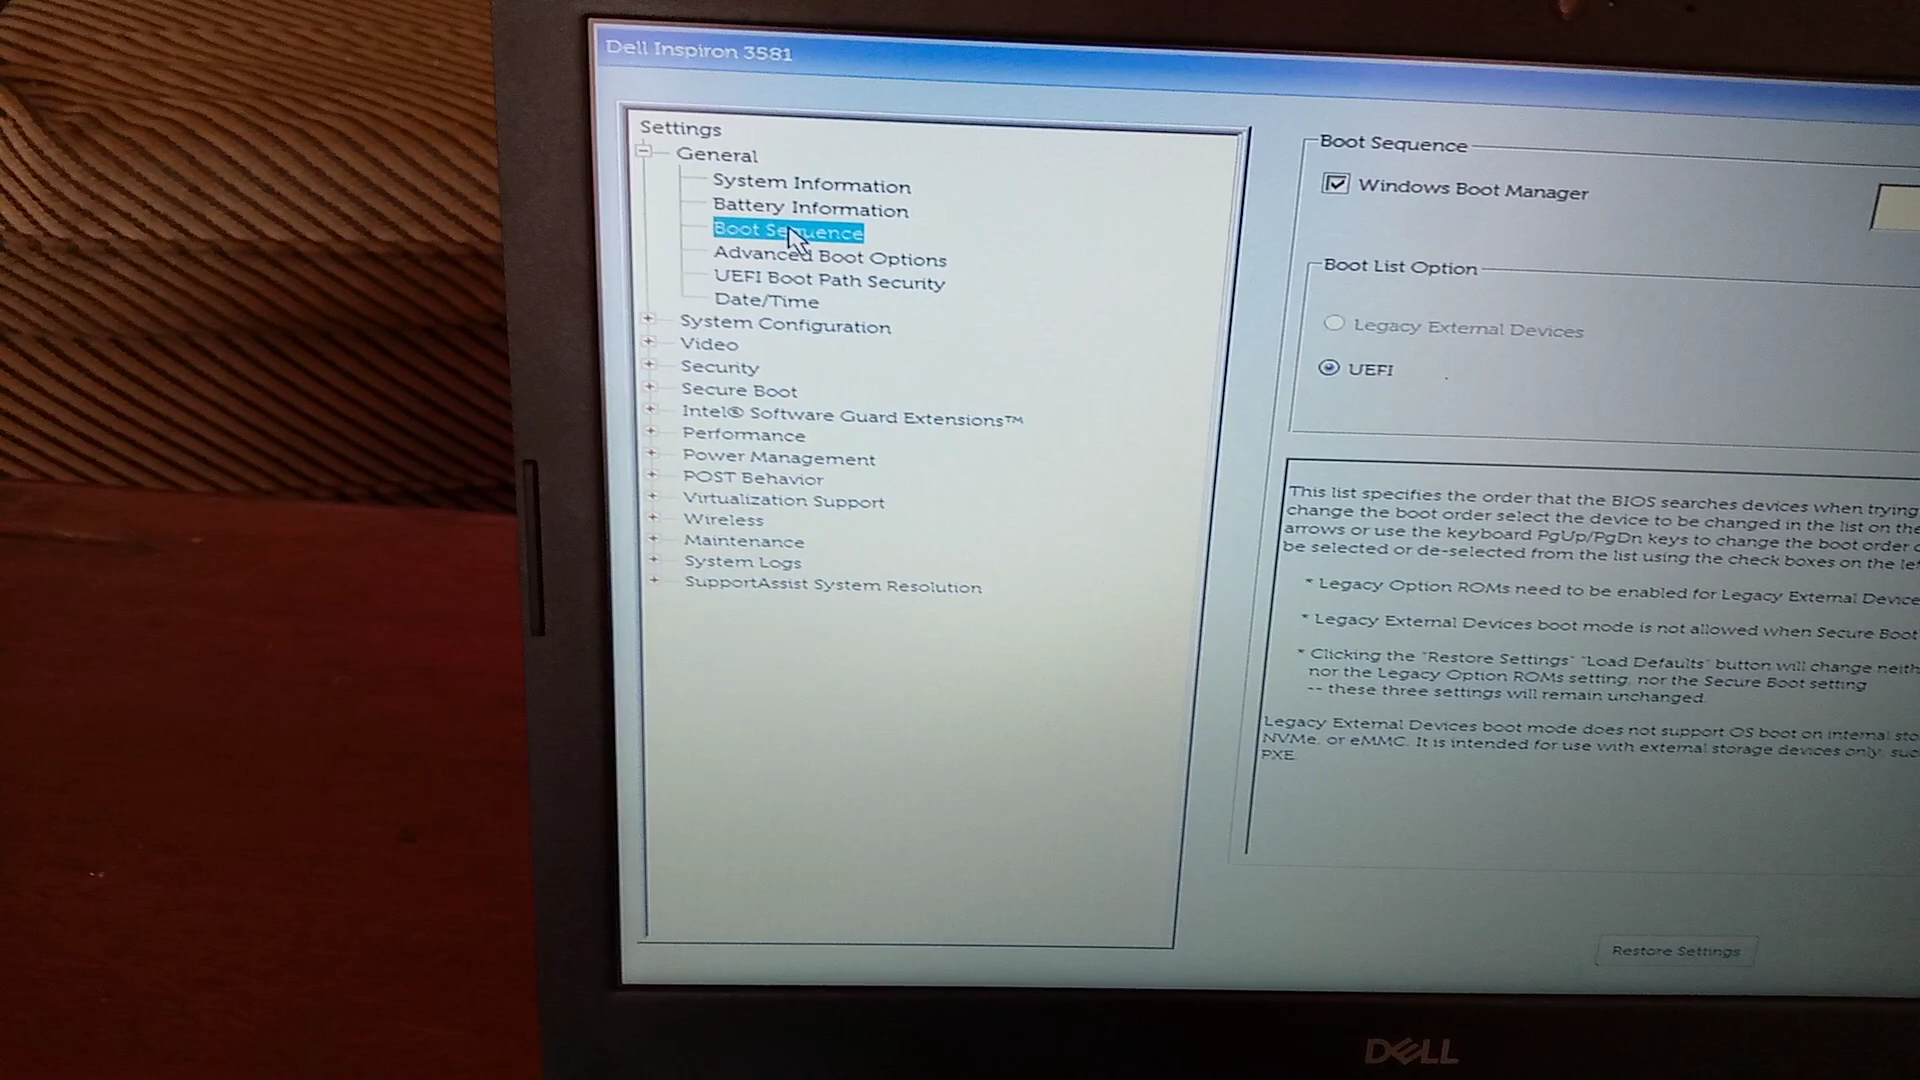 Dell Inspiron 3581
Settings
General
System Information
Battery Information
Boot Sequence
Advanced Boot Options
UEFI Boot Path Security
Date/Time
System Configuration
Video
Security
Secure Boot
Intel® Software Guard Extensions™
Performance
Power Management
POST Behavior
Virtualization Support
Wireless
Maintenance
System Logs
SupportAssist System Resolution
Boot Sequence
Windows Boot Manager
Boot List Option
Legacy External Devices
UEFI
This list specifies the order that the BIOS searches devices when trying
change the boot order select the device to be changed in the list on the
arrows or use the keyboard PgUp/PgDn keys to change the boot order
be selected or de-selected from the list using the check boxes on the
* Legacy Option ROMs need to be enabled for Legacy External Device
* Legacy External Devices boot mode is not allowed when Secure Boot
* Clicking the "Restore Settings" "Load Defaults" button will change
nor the Legacy Option ROMs setting, nor the Secure Boot setting
-- these three settings will remain unchanged.
Legacy External Devices boot mode does not support OS boot on internal
NVMe, or eMMC. It is intended for use with external storage devices only,
PXE.
Restore Settings
DELL